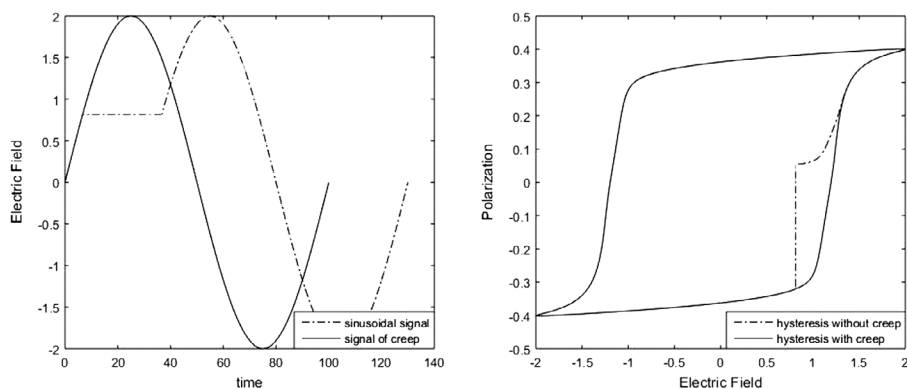 2
1.5
1
0.5
0
-0.5
-1
-1.5
-2
Electric Field
0 20 40 60 80 100 120 140
time
sinusoidal signal
signal of creep
0.5
0.4
0.3
0.2
0.1
0
-0.1
-0.2
-0.3
-0.4
-0.5
Polarization
-2 -1.5 -1 -0.5 0 0.5 1 1.5 2
Electric Field
hysteresis without creep
hysteresis with creep